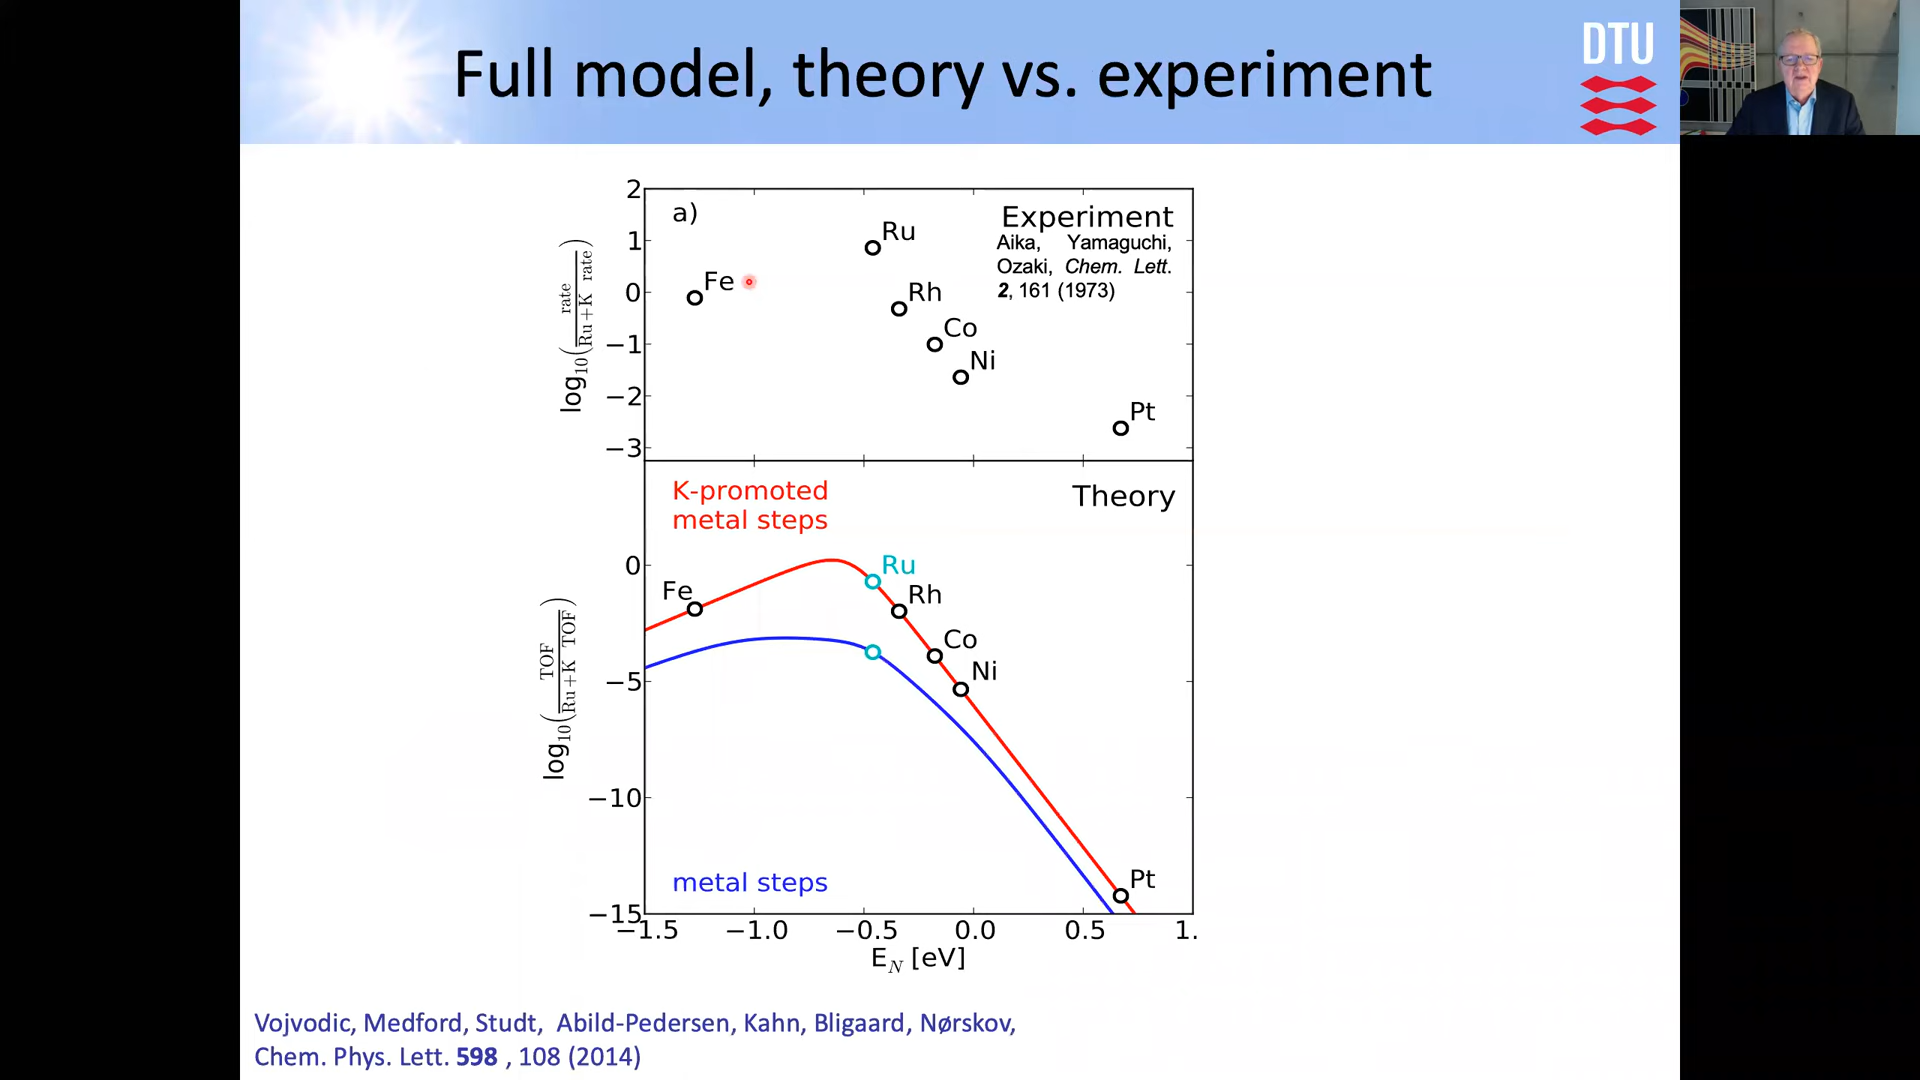 Full model, theory vs. experiment
DTU
a)
Experiment
Aika, Yamaguchi,
Ozaki, Chem. Lett.
2, 161 (1973)
2
1
0
−1
−2
−3
log10(rate / Ru+K rate)
Fe
Ru
Rh
Co
Ni
Pt
K-promoted
metal steps
Theory
0
−5
−10
−15
log10(TOF / Ru+K TOF)
Fe
Ru
Rh
Co
Ni
Pt
metal steps
−1.5 −1.0 −0.5 0.0 0.5 1.
EN [eV]
Vojvodic, Medford, Studt, Abild-Pedersen, Kahn, Bligaard, Nørskov,
Chem. Phys. Lett. 598 , 108 (2014)